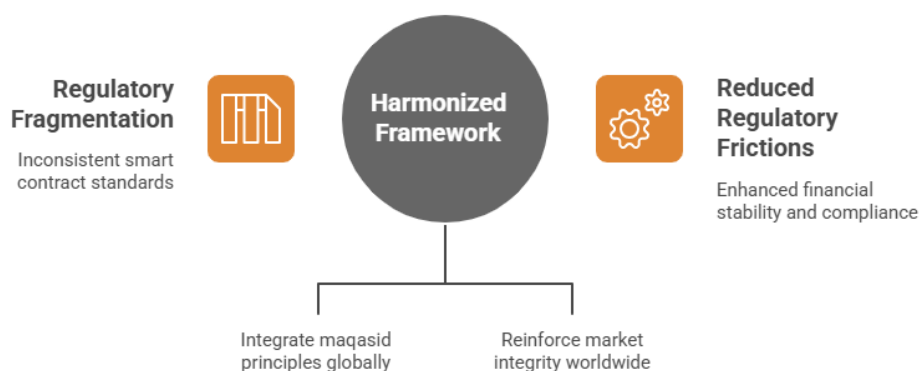 Regulatory
Fragmentation
Inconsistent smart
contract standards
Harmonized
Framework
Reduced
Regulatory
Frictions
Enhanced financial
stability and compliance
Integrate maqasid
principles globally
Reinforce market
integrity worldwide